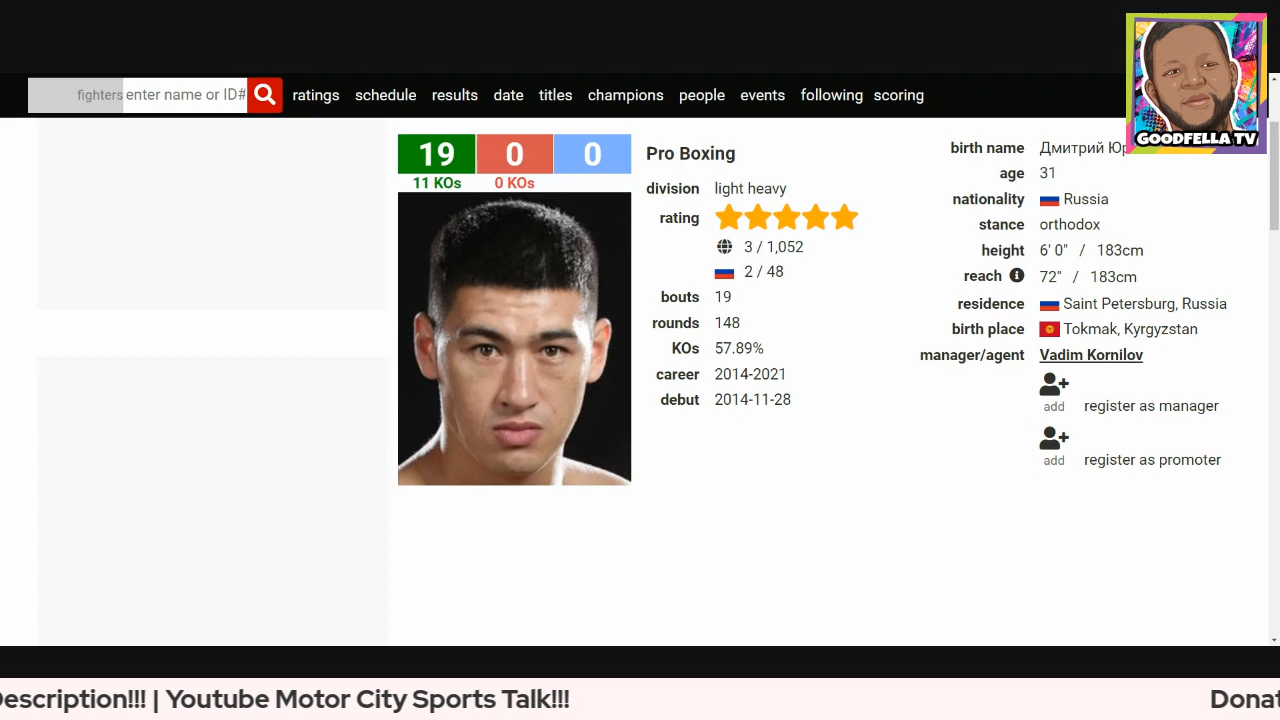 GOODFELLA TV
fighters enter name or ID# ratings schedule results date titles champions people events following scoring
19 0 0
11 KOs 0 KOs
Pro Boxing
division light heavy
rating
3 / 1,052
2 / 48
bouts 19
rounds 148
KOs 57.89%
career 2014-2021
debut 2014-11-28
birth name Дмитрий
age 31
nationality Russia
stance orthodox
height 6' 0" / 183cm
reach 72" / 183cm
residence Saint Petersburg, Russia
birth place Tokmak, Kyrgyzstan
manager/agent Vadim Kornilov
add register as manager
add register as promoter
escription!!! | Youtube Motor City Sports Talk!!! Donat